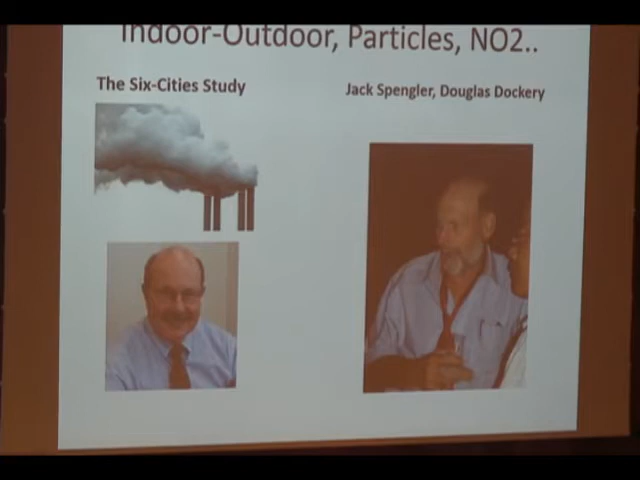 Indoor-Outdoor, Particles, NO2..
The Six-Cities Study
Jack Spengler, Douglas Dockery